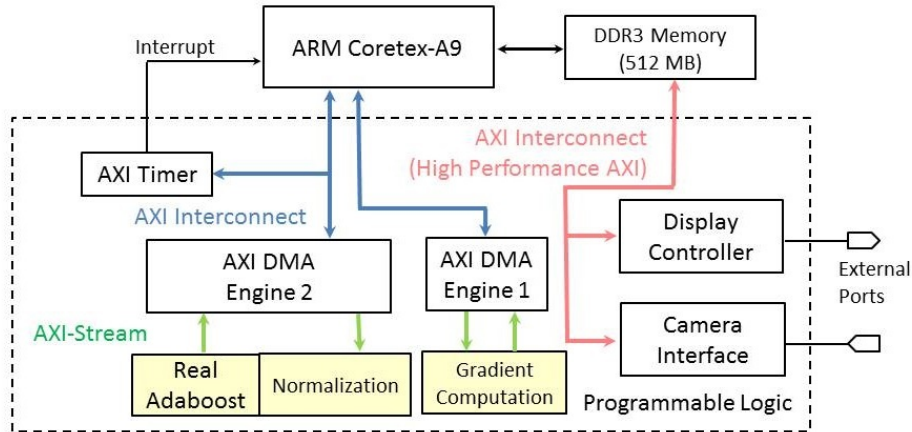 Interrupt
ARM Coretex-A9
DDR3 Memory
(512 MB)
AXI Interconnect
(High Performance AXI)
AXI Timer
AXI Interconnect
AXI DMA
Engine 2
AXI DMA
Engine 1
Display
Controller
External
Ports
AXI-Stream
Real
Adaboost
Normalization
Gradient
Computation
Camera
Interface
Programmable Logic